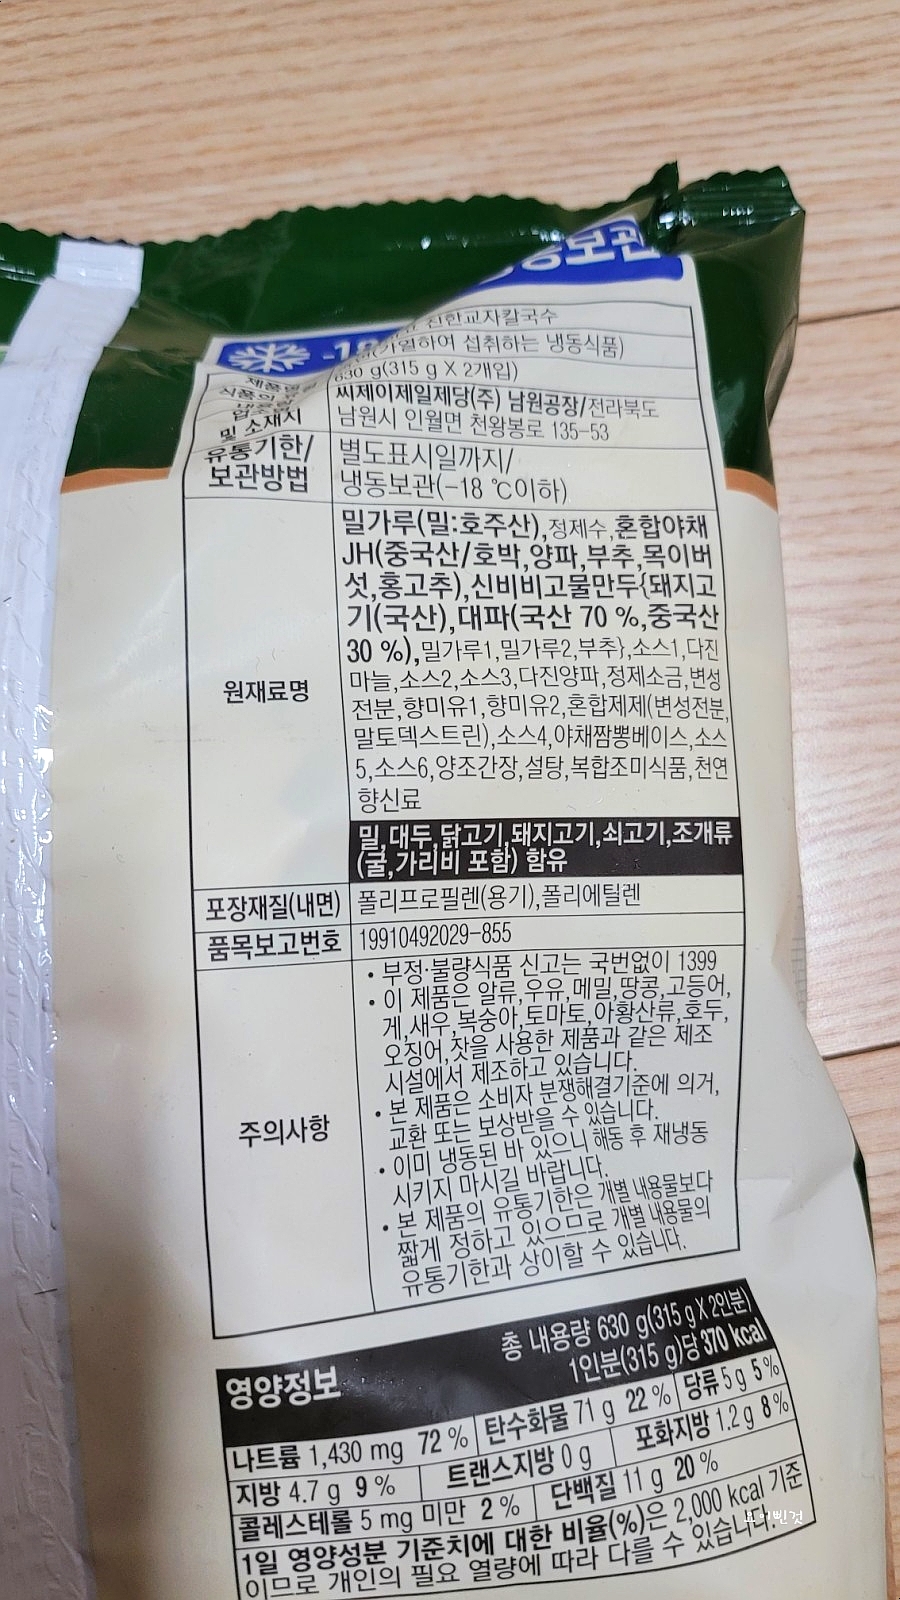 동보관
-18
진한교자칼국수
(가열하여 섭취하는 냉동식품)
630 g(315 g X 2개입)
및 소재지
씨제이제일제당(주) 남원공장/전라북도
남원시 인월면 천왕봉로 135-53
유통기한/
보관방법
별도표시일까지/
냉동보관(-18 ℃이하)
원재료명
밀가루(밀:호주산),정제수,혼합야채
JH(중국산/호박,양파,부추,목이버
섯,홍고추),신비비고물만두{돼지고
기(국산),대파(국산 70 %,중국산
30 %),밀가루1,밀가루2,부추},소스1,다진
마늘,소스2,소스3,다진양파,정제소금,변성
전분,향미유1,향미유2,혼합제제(변성전분,
말토덱스트린),소스4,야채짬뽕베이스,소스
5,소스6,양조간장,설탕,복합조미식품,천연
향신료
밀,대두,닭고기,돼지고기,쇠고기,조개류
(굴,가리비 포함) 함유
포장재질(내면) 폴리프로필렌(용기),폴리에틸렌
품목보고번호 19910492029-855
주의사항
• 부정·불량식품 신고는 국번없이 1399
• 이 제품은 알류,우유,메밀,땅콩,고등어,
게,새우,복숭아,토마토,아황산류,호두,
오징어,잣을 사용한 제품과 같은 제조
시설에서 제조하고 있습니다.
• 본 제품은 소비자 분쟁해결기준에 의거,
교환 또는 보상받을 수 있습니다.
• 이미 냉동된 바 있으니 해동 후 재냉동
시키지 마시길 바랍니다.
• 본 제품의 유통기한은 개별 내용물보다
짧게 정하고 있으므로 개별 내용물의
유통기한과 상이할 수 있습니다.
영양정보
총 내용량 630 g(315 g X 2인분)
1인분(315 g)당 370 kcal
나트륨 1,430 mg 72 % 탄수화물 71 g 22 % 당류 5 g 5 %
지방 4.7 g 9 % 트랜스지방 0 g 포화지방 1.2 g 8 %
콜레스테롤 5 mg 미만 2 % 단백질 11 g 20 %
1일 영양성분 기준치에 대한 비율(%)은 2,000 kcal 기준
이므로 개인의 필요 열량에 따라 다를 수 있습니다.